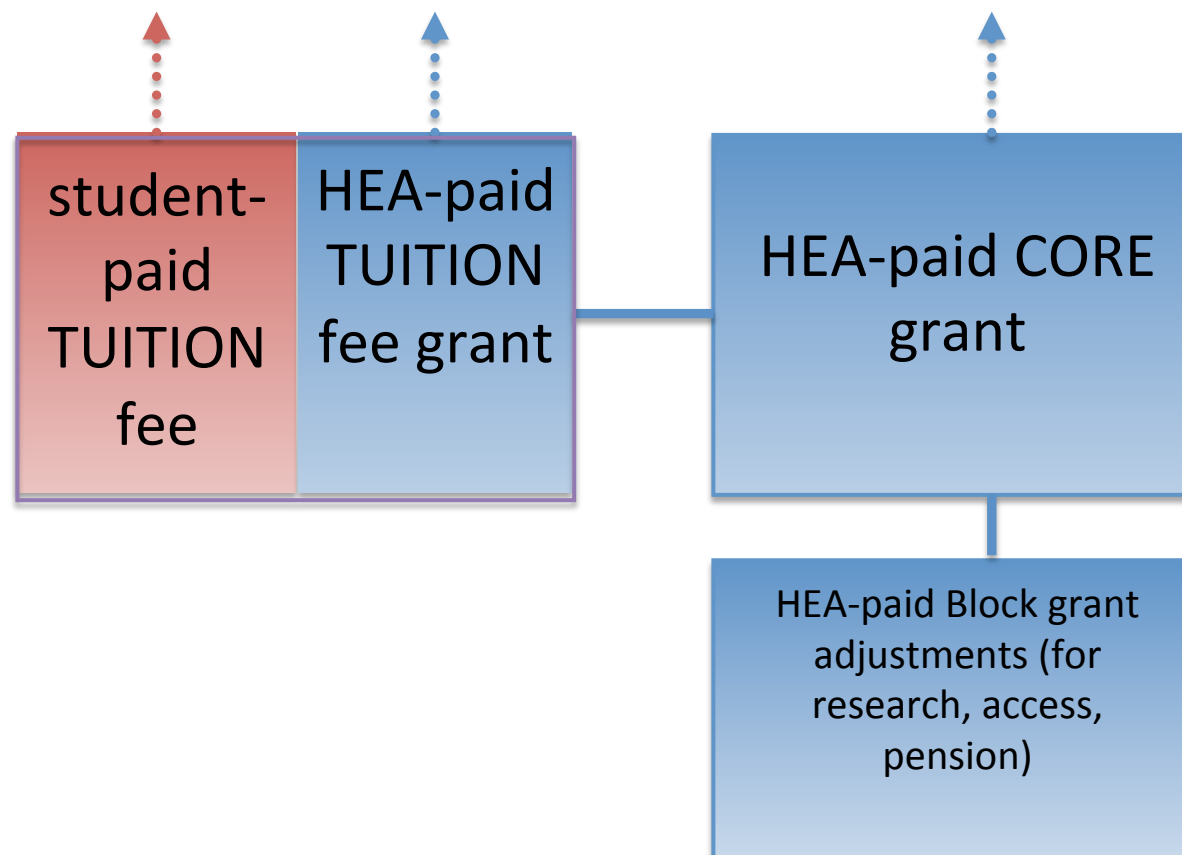 student-
paid
TUITION
fee
HEA-paid
TUITION
fee grant
HEA-paid CORE
grant
HEA-paid Block grant
adjustments (for
research, access,
pension)